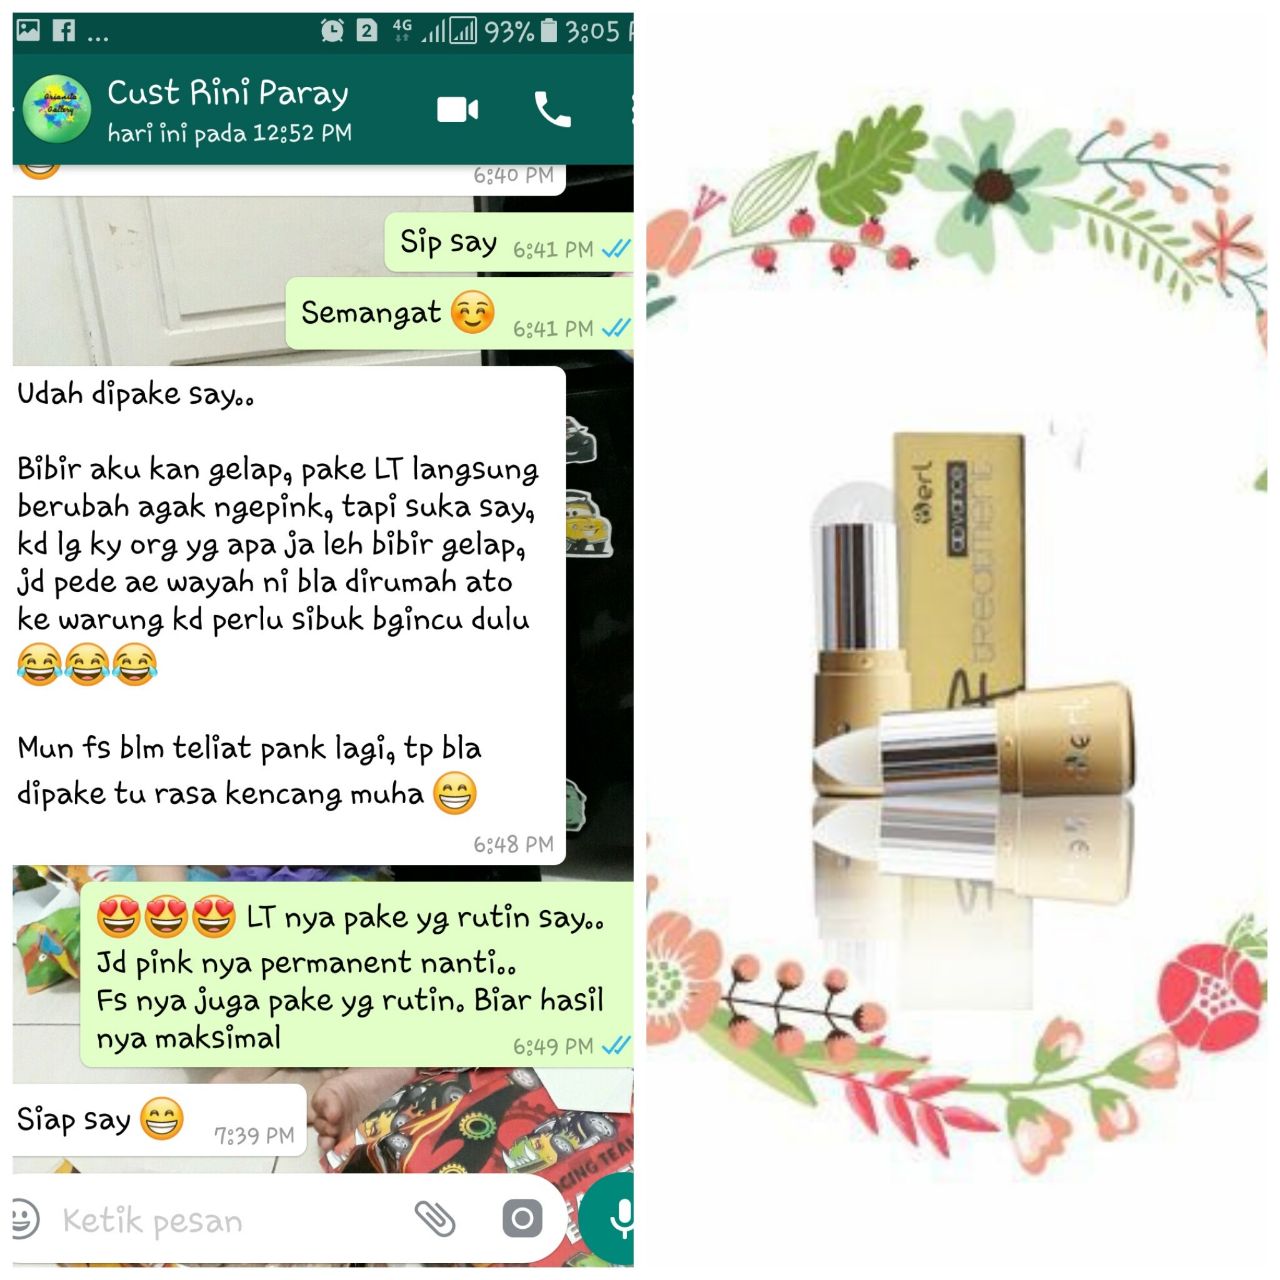 ... 2 4G 93% 3:05
Cust Rini Paray
hari ini pada 12:52 PM
6:40 PM
Sip say 6:41 PM
Semangat ☺️ 6:41 PM
Udah dipake say..
Bibir aku kan gelap, pake LT langsung
berubah agak ngepink, tapi suka say,
kd lg ky org yg apa ja leh bibir gelap,
jd pede ae wayah ni bla dirumah ato
ke warung kd perlu sibuk bgincu dulu
😂😂😂
Mun fs blm teliat pank lagi, tp bla
dipake tu rasa kencang muha 😁
6:48 PM
😍😍😍 LT nya pake yg rutin say..
Jd pink nya permanent nanti..
Fs nya juga pake yg rutin. Biar hasil
nya maksimal 6:49 PM
Siap say 😁 7:39 PM
Ketik pesan
erl
advance
treatment
erl